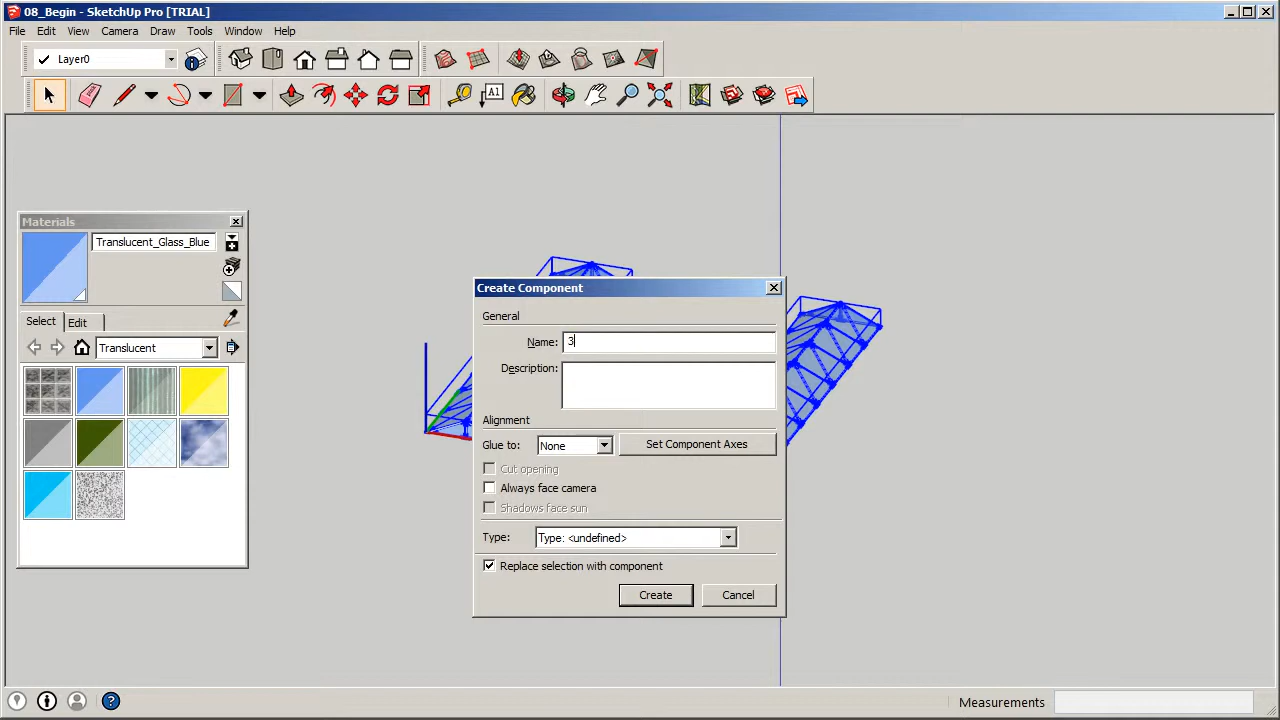 08_Begin - SketchUp Pro [TRIAL]
File Edit View Camera Draw Tools Window Help
Layer0
A1
Materials
Translucent_Glass_Blue
Select Edit
Translucent
Create Component
General
Name: 3
Description:
Alignment
Glue to: None Set Component Axes
Cut opening
Always face camera
Shadows face sun
Type: Type: <undefined>
Replace selection with component
Create Cancel
Measurements